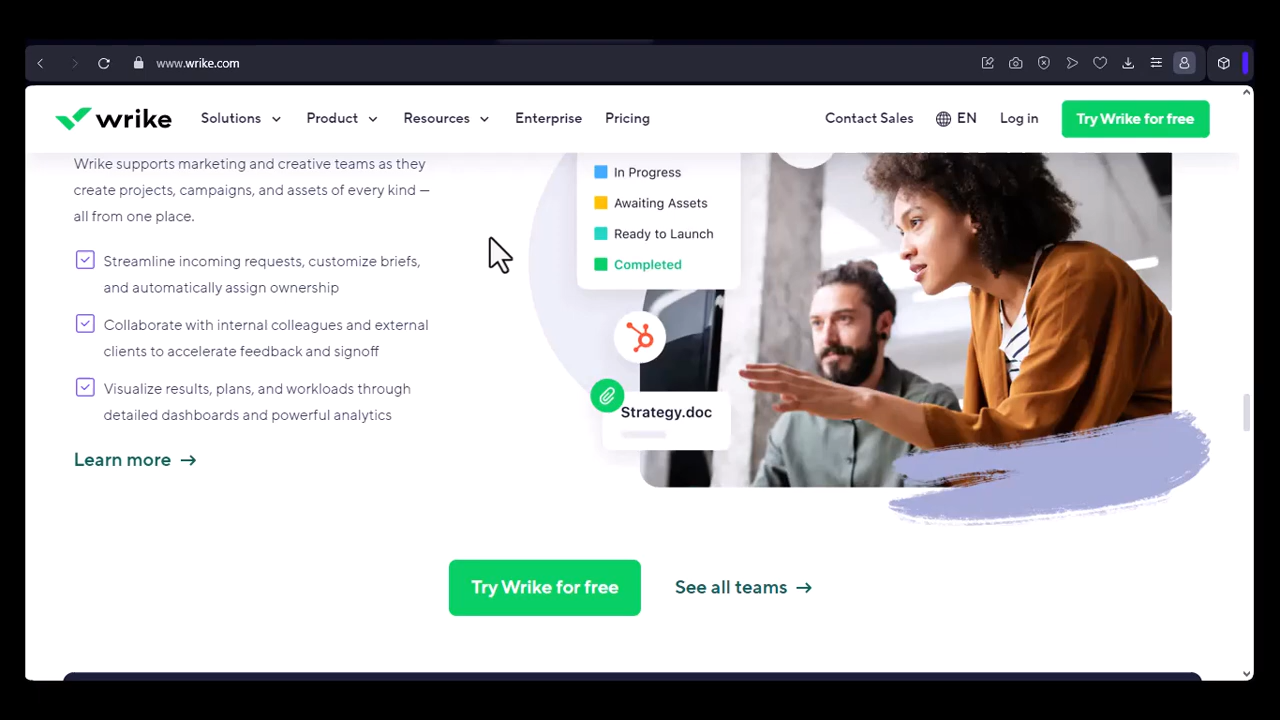 www.wrike.com
wrike
Solutions
Product
Resources
Enterprise
Pricing
Contact Sales
EN
Log in
Try Wrike for free
Wrike supports marketing and creative teams as they
create projects, campaigns, and assets of every kind —
all from one place.
Streamline incoming requests, customize briefs,
and automatically assign ownership
Collaborate with internal colleagues and external
clients to accelerate feedback and signoff
Visualize results, plans, and workloads through
detailed dashboards and powerful analytics
Learn more →
In Progress
Awaiting Assets
Ready to Launch
Completed
Strategy.doc
Try Wrike for free
See all teams →